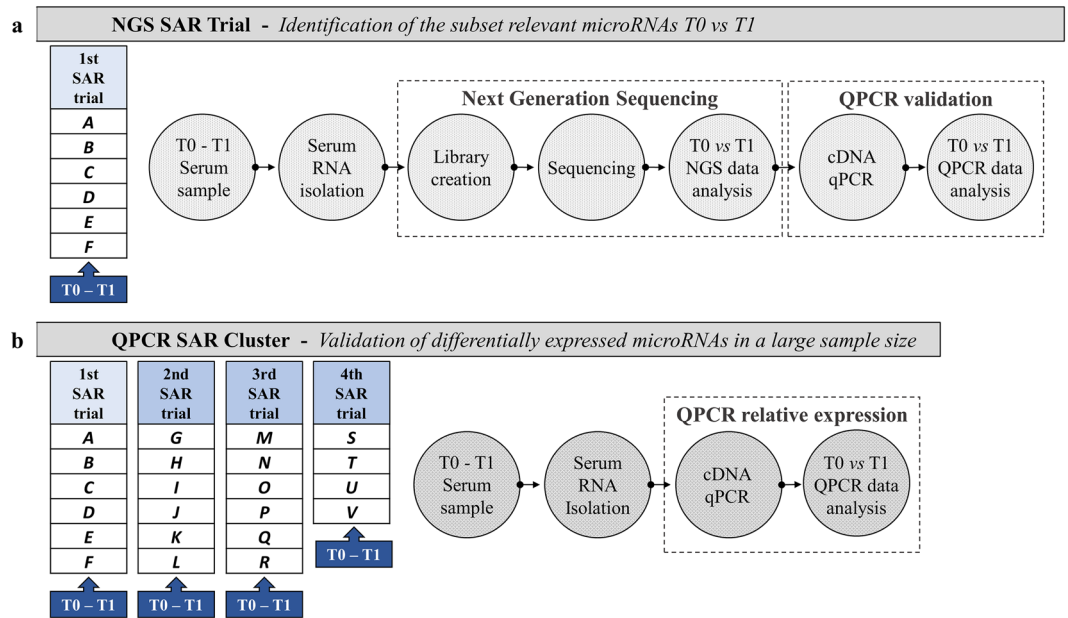 a
NGS SAR Trial - Identification of the subset relevant microRNAs T0 vs T1
1st
SAR
trial
A
B
C
D
E
F
T0 – T1
T0 - T1
Serum
sample
Serum
RNA
isolation
Next Generation Sequencing
Library
creation
Sequencing
T0 vs T1
NGS data
analysis
QPCR validation
cDNA
qPCR
T0 vs T1
QPCR data
analysis
b
QPCR SAR Cluster - Validation of differentially expressed microRNAs in a large sample size
1st
SAR
trial
A
B
C
D
E
F
T0 – T1
2nd
SAR
trial
G
H
I
J
K
L
T0 – T1
3rd
SAR
trial
M
N
O
P
Q
R
T0 – T1
4th
SAR
trial
S
T
U
V
T0 – T1
T0 - T1
Serum
sample
Serum
RNA
Isolation
QPCR relative expression
cDNA
qPCR
T0 vs T1
QPCR data
analysis